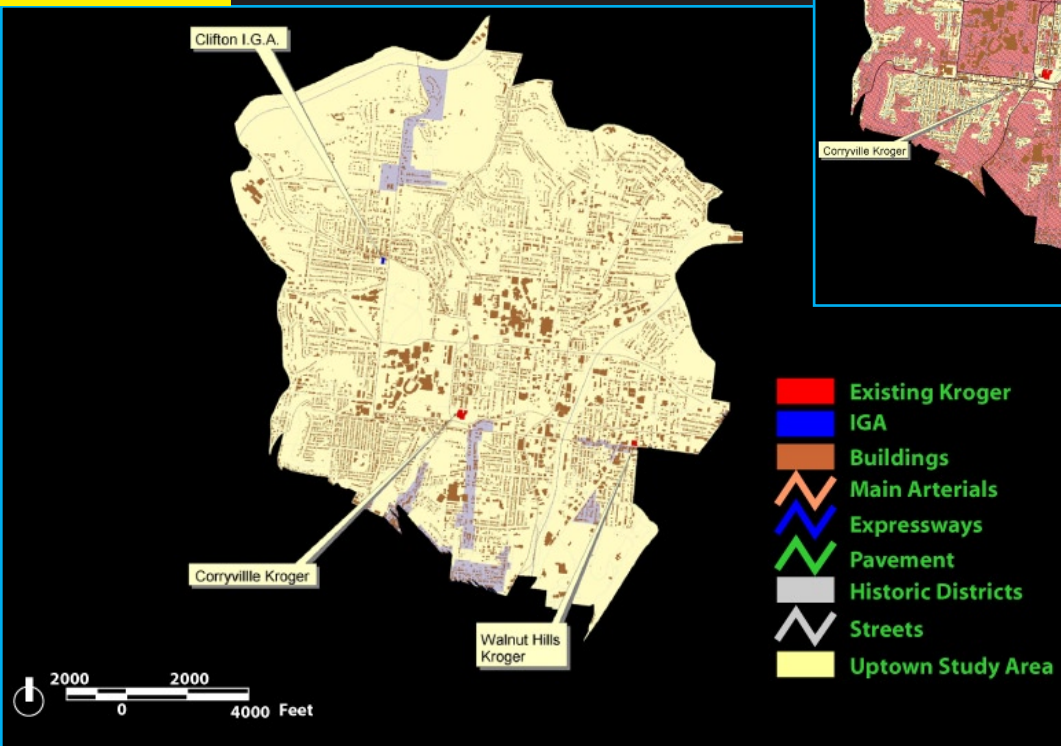 Clifton I.G.A.
Corryville Kroger
Corryvillle Kroger
Walnut Hills
Kroger
Existing Kroger
IGA
Buildings
Main Arterials
Expressways
Pavement
Historic Districts
Streets
Uptown Study Area
2000 2000
0 4000 Feet